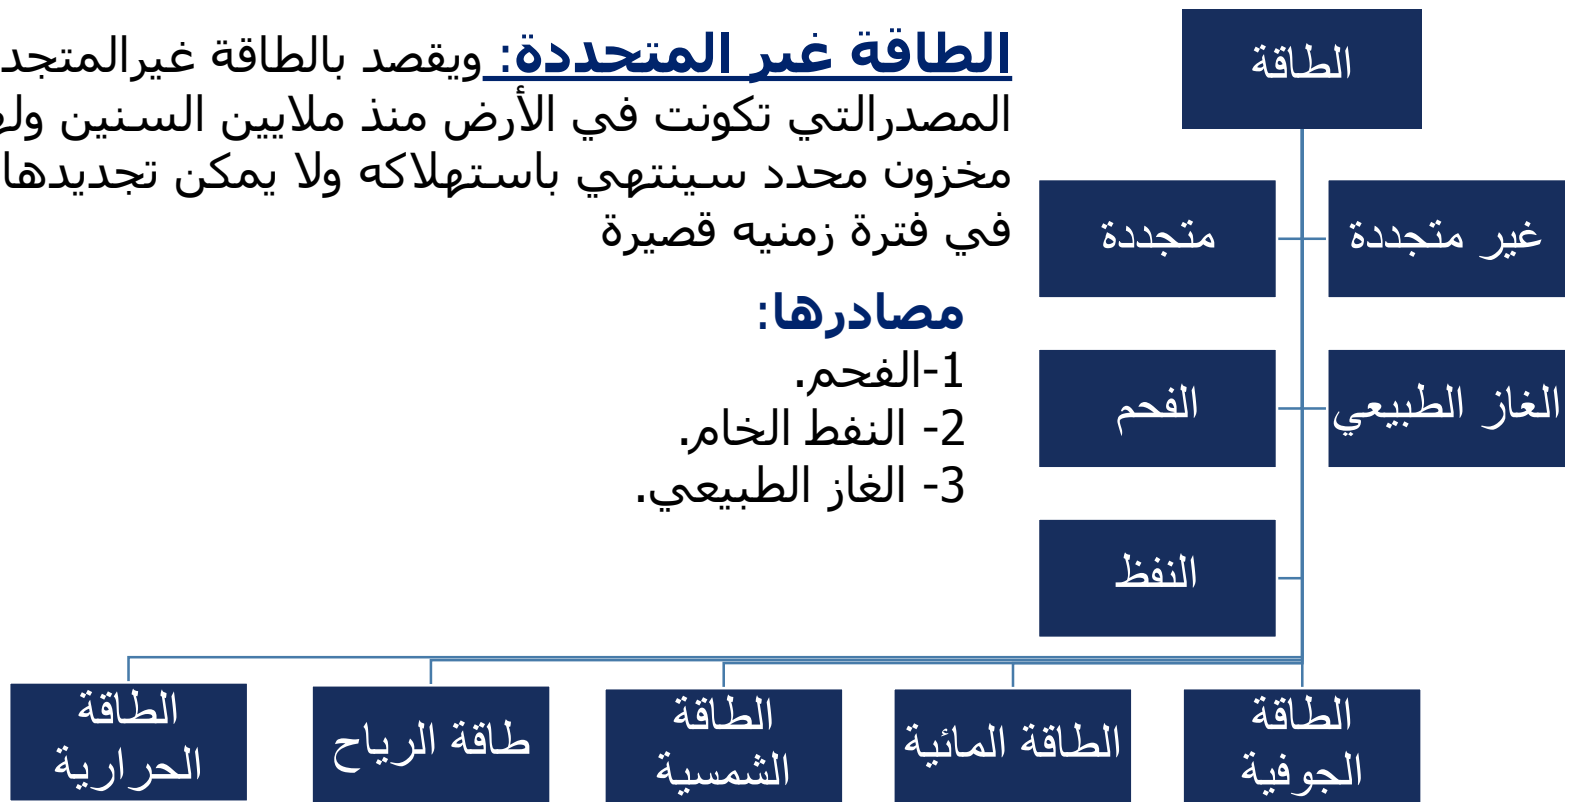 الطاقة غير المتجددة: ويقصد بالطاقة غيرالمتجد
المصدرالتي تكونت في الأرض منذ ملايين السنين
مخزون محدد سينتهي باستهلاكه ولا يمكن تجديدها
في فترة زمنيه قصيرة
مصادرها:
1-الفحم.
2- النفط الخام.
3- الغاز الطبيعي.
الطاقة
غير متجددة
متجددة
الغاز الطبيعي
الفحم
النفظ
الطاقة
الجوفية
الطاقة المائية
الطاقة
الشمسية
طاقة الرياح
الطاقة
الحرارية